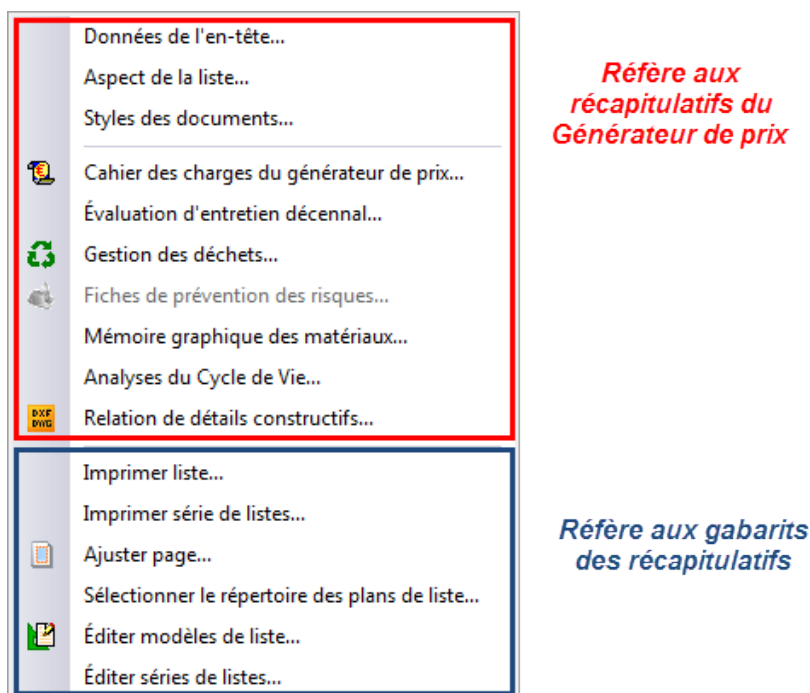 Données de l'en-tête...
Aspect de la liste...
Styles des documents...
Cahier des charges du générateur de prix...
Évaluation d'entretien décennal...
Gestion des déchets...
Fiches de prévention des risques...
Mémoire graphique des matériaux...
Analyses du Cycle de Vie...
DXF
DWG
Relation de détails constructifs...
Réfère aux
récapitulatifs du
Générateur de prix
Imprimer liste...
Imprimer série de listes...
Ajuster page...
Sélectionner le répertoire des plans de liste...
Éditer modèles de liste...
Éditer séries de listes...
Réfère aux gabarits
des récapitulatifs